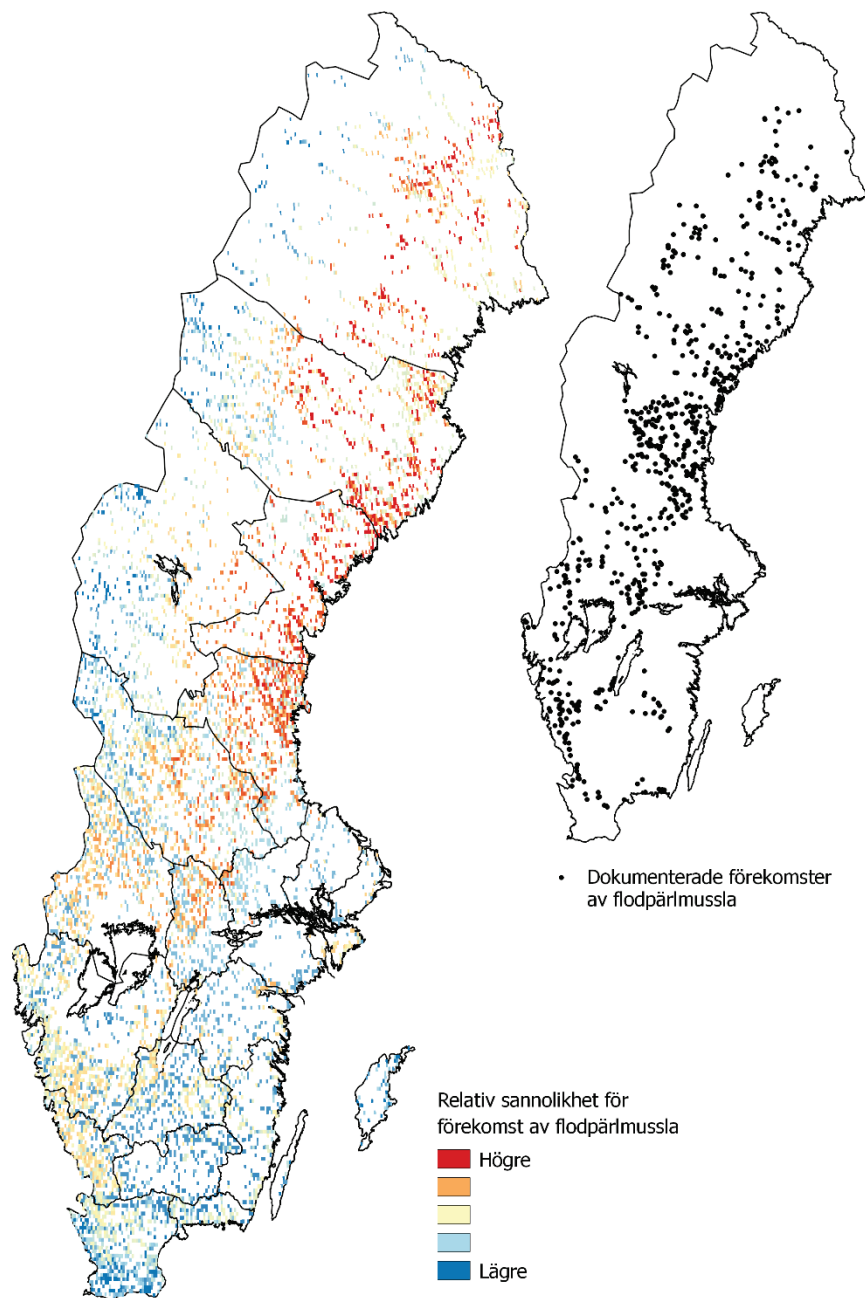 Dokumenterade förekomster
av flodpärlmussla
Relativ sannolikhet för
förekomst av flodpärlmussla
Högre
Lägre